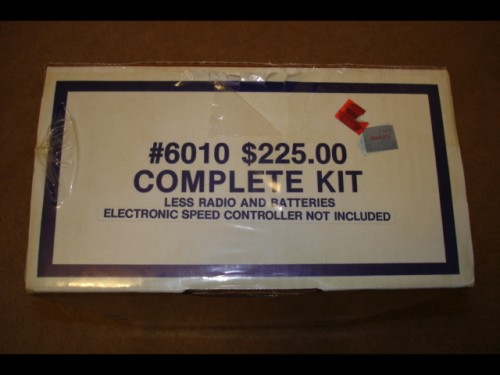 #6010 $225.00
COMPLETE KIT
LESS RADIO AND BATTERIES
ELECTRONIC SPEED CONTROLLER NOT INCLUDED